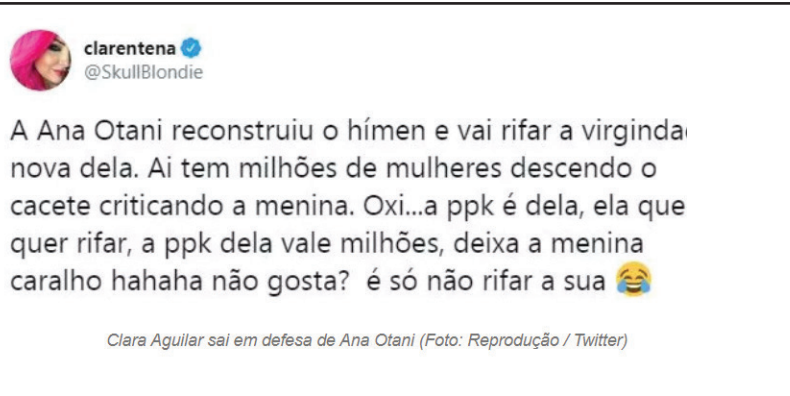 clarentena
@SkullBlondie
A Ana Otani reconstruiu o hímen e vai rifar a virginda
nova dela. Ai tem milhões de mulheres descendo o
cacete criticando a menina. Oxi...a ppk é dela, ela que
quer rifar, a ppk dela vale milhões, deixa a menina
caralho hahaha não gosta? é só não rifar a sua 😂
Clara Aguilar sai em defesa de Ana Otani (Foto: Reprodução / Twitter)